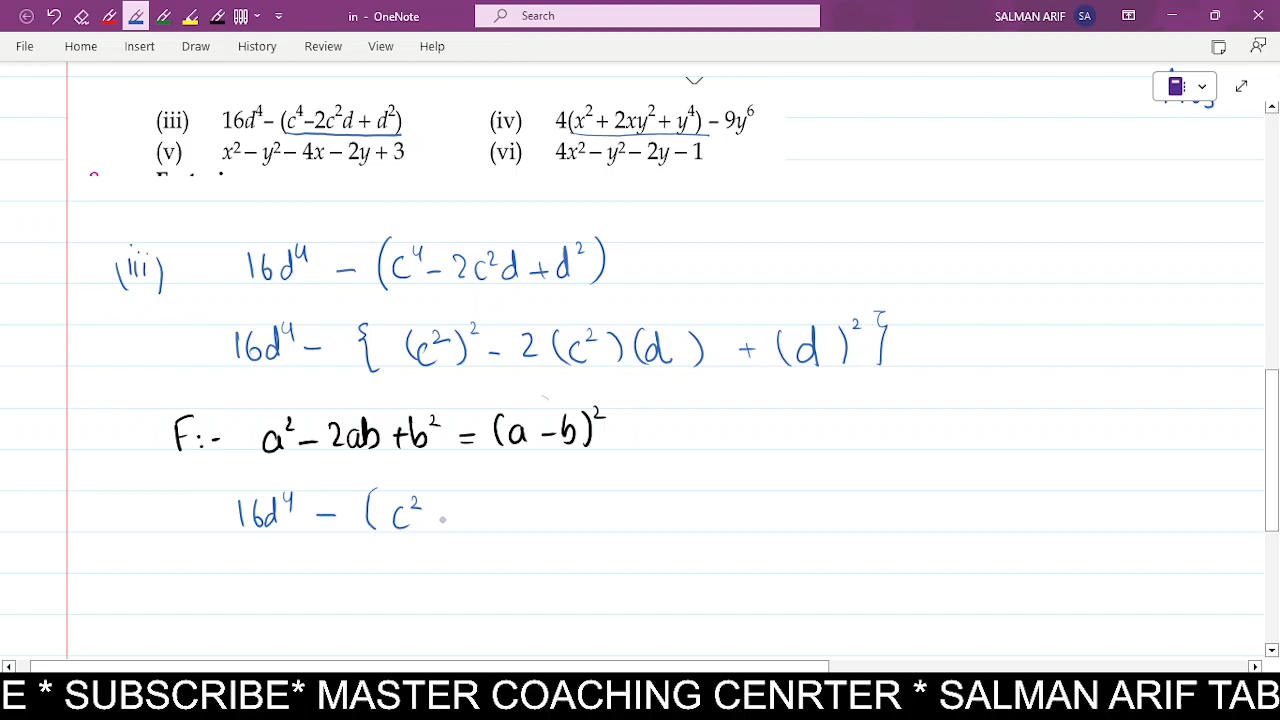 in - OneNote
Search
SALMAN ARIF SA
File Home Insert Draw History Review View Help
(iii) 16d⁴ – (c⁴ – 2c²d + d²) (iv) 4(x² + 2xy² + y⁴) – 9y⁶
(v) x² – y² – 4x – 2y + 3 (vi) 4x² – y² – 2y – 1
(iii) 16d⁴ – (c⁴ – 2c²d + d²)
16d⁴ – { (c²)² – 2(c²)(d) + (d)² }
F:- a² – 2ab + b² = (a – b)²
16d⁴ – ( c²
E * SUBSCRIBE* MASTER COACHING CENRTER * SALMAN ARIF TAB